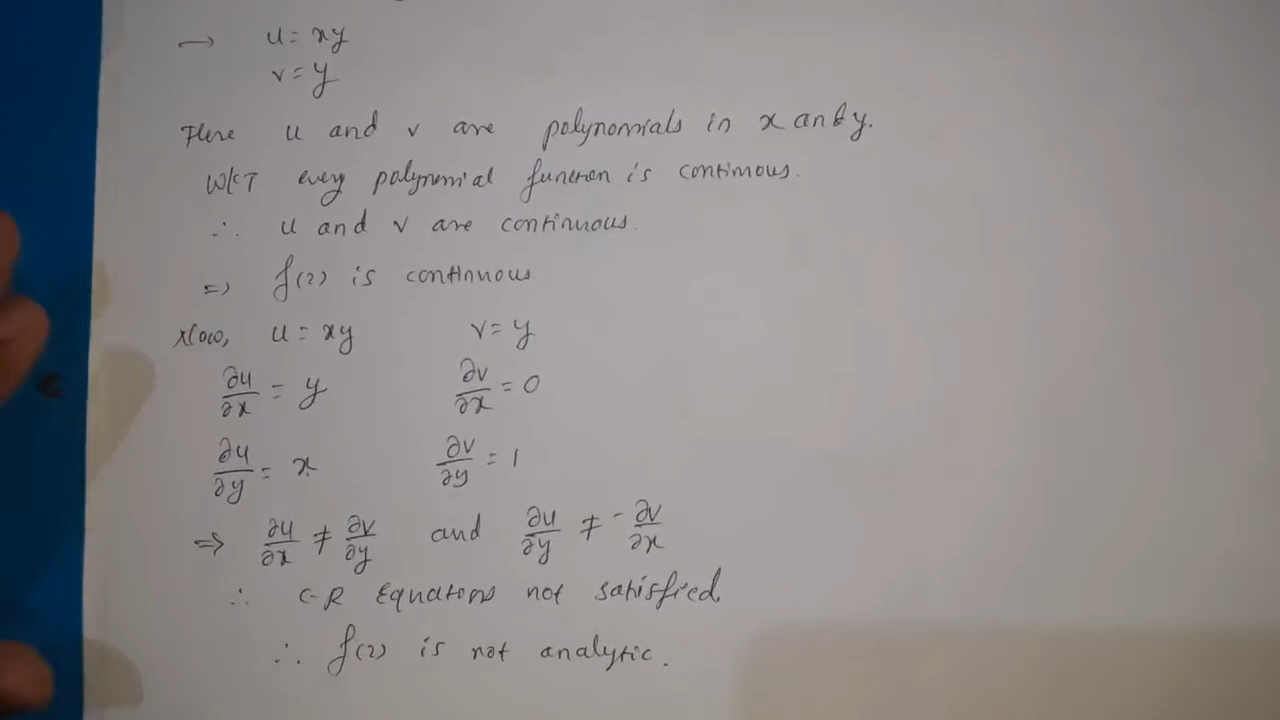 → u = xy
v = y
Here u and v are polynomials in x and y.
WKT every polynomial function is continuous.
∴ u and v are continuous.
⇒ f(z) is continuous
Now, u = xy v = y
∂u/∂x = y ∂v/∂x = 0
∂u/∂y = x ∂v/∂y = 1
⇒ ∂u/∂x ≠ ∂v/∂y and ∂u/∂y ≠ -∂v/∂x
∴ C-R Equations not satisfied.
∴ f(z) is not analytic.